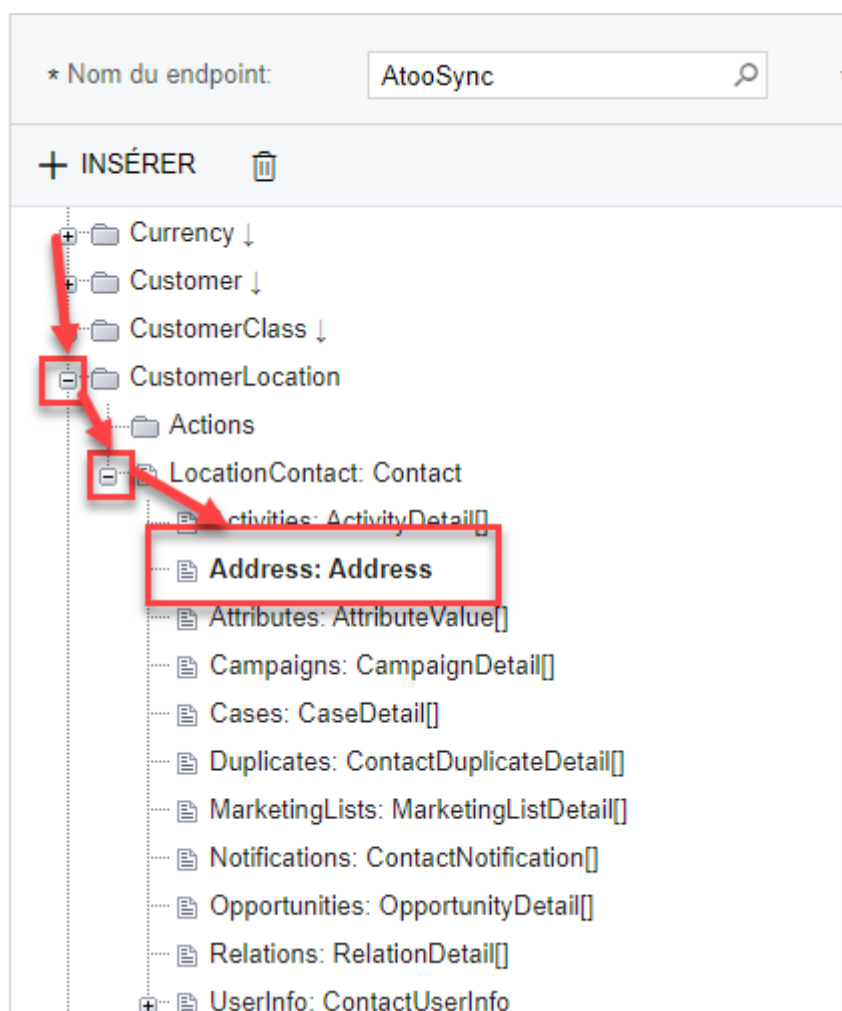 * Nom du endpoint: AtooSync
+ INSÉRER
Currency ↓
Customer ↓
CustomerClass ↓
CustomerLocation
Actions
LocationContact: Contact
Activities: ActivityDetail[]
Address: Address
Attributes: AttributeValue[]
Campaigns: CampaignDetail[]
Cases: CaseDetail[]
Duplicates: ContactDuplicateDetail[]
MarketingLists: MarketingListDetail[]
Notifications: ContactNotification[]
Opportunities: OpportunityDetail[]
Relations: RelationDetail[]
UserInfo: ContactUserInfo